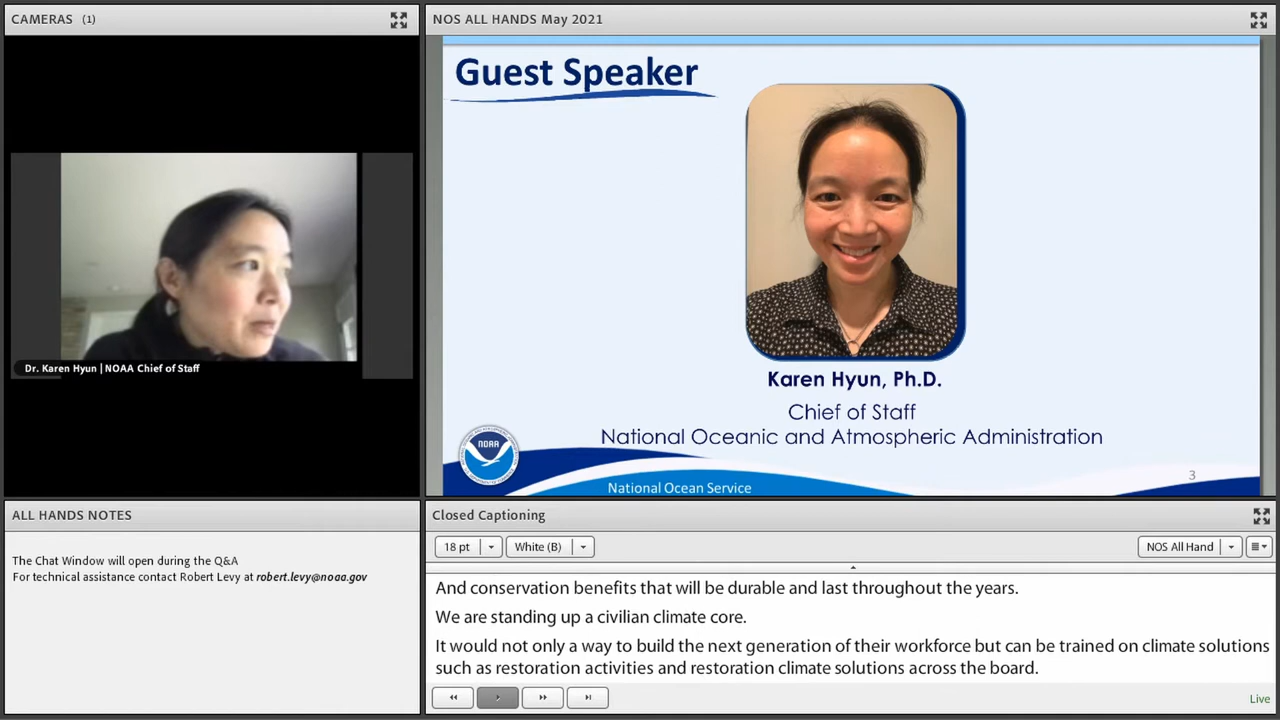 CAMERAS (1)
Dr. Karen Hyun | NOAA Chief of Staff
NOS ALL HANDS May 2021
Guest Speaker
Karen Hyun, Ph.D.
Chief of Staff
National Oceanic and Atmospheric Administration
NOAA
3
National Ocean Service
ALL HANDS NOTES
The Chat Window will open during the Q&A
For technical assistance contact Robert Levy at robert.levy@noaa.gov
Closed Captioning
18 pt
White (B)
NOS All Hand
And conservation benefits that will be durable and last throughout the years.
We are standing up a civilian climate core.
It would not only a way to build the next generation of their workforce but can be trained on climate solutions
such as restoration activities and restoration climate solutions across the board.
Live